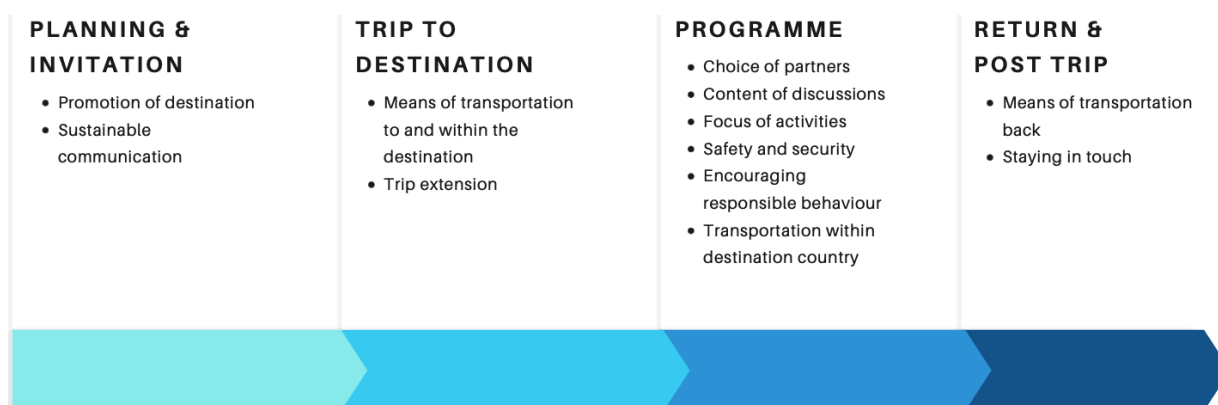 PLANNING &
INVITATION
• Promotion of destination
• Sustainable
communication
TRIP TO
DESTINATION
• Means of transportation
to and within the
destination
• Trip extension
PROGRAMME
• Choice of partners
• Content of discussions
• Focus of activities
• Safety and security
• Encouraging
responsible behaviour
• Transportation within
destination country
RETURN &
POST TRIP
• Means of transportation
back
• Staying in touch